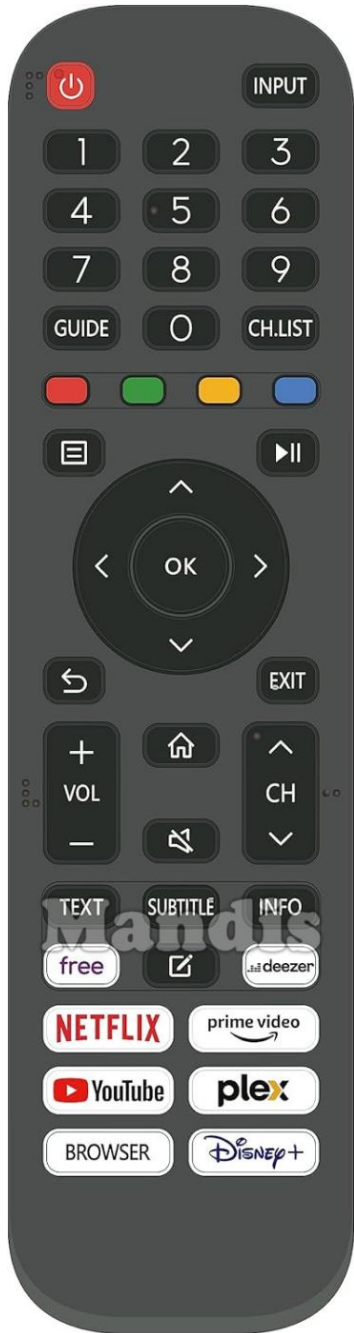 INPUT
1 2 3
4 5 6
7 8 9
GUIDE 0 CH.LIST
OK
EXIT
+
VOL CH
−
TEXT SUBTITLE INFO
Mandis
free deezer
NETFLIX prime video
YouTube plex
BROWSER Disney+